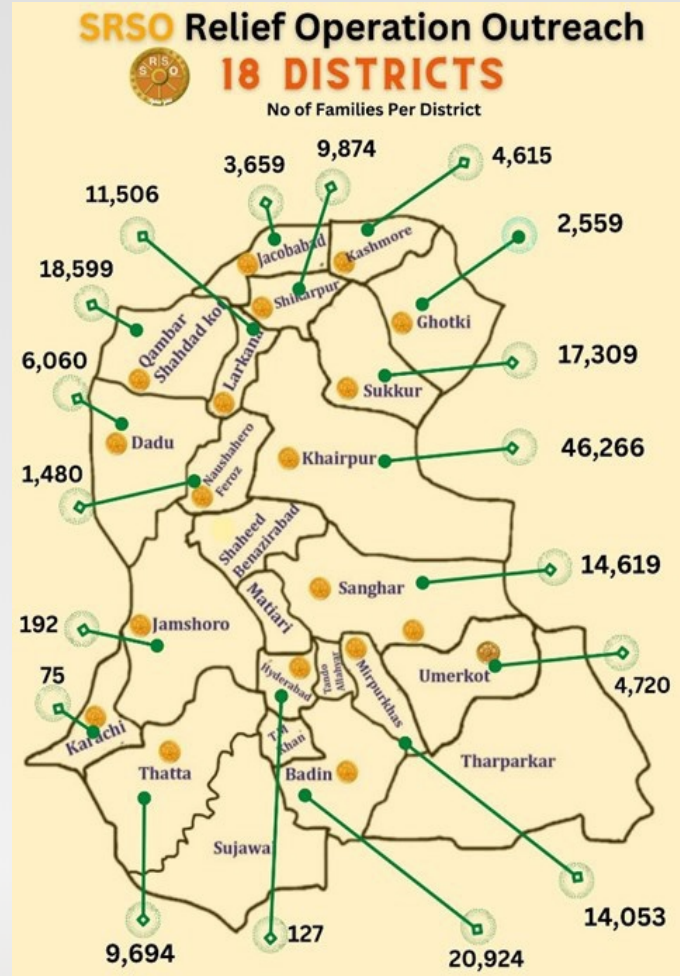 SRSO Relief Operation Outreach
SRSO
18 DISTRICTS
No of Families Per District
9,874
4,615
3,659
11,506
2,559
18,599
Jacobabad
Kashmore
Shikarpur
Ghotki
Qambar
Shahdad kot
Larkana
17,309
6,060
Sukkur
Dadu
Naushahero
Feroz
Khairpur
46,266
1,480
Shaheed
Benazirabad
14,619
Sanghar
Matiari
192
Jamshoro
Hyderabad
Tando
Allahyar
Mirpurkhas
Umerkot
4,720
75
Karachi
Khan
Thatta
Badin
Tharparkar
Sujawal
14,053
127
9,694
20,924